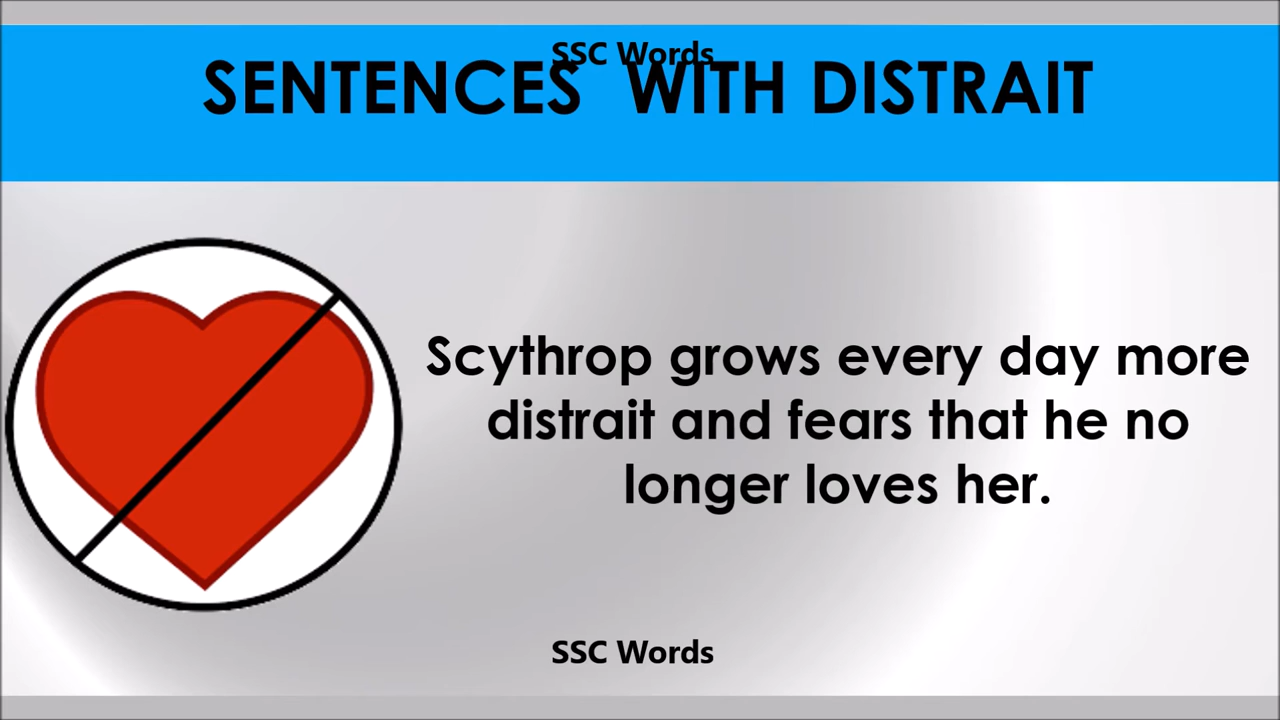 SSC Words
SENTENCES WITH DISTRAIT
Scythrop grows every day more
distrait and fears that he no
longer loves her.
SSC Words